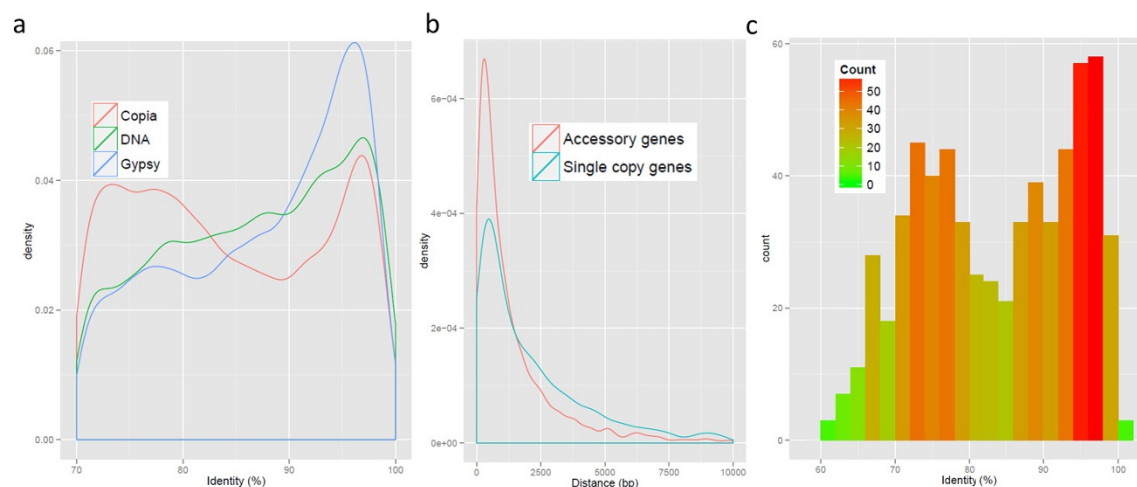 a
0.06
0.04
0.02
0.00
density
Copia
DNA
Gypsy
70
80
90
100
Identity (%)
b
6e−04
4e−04
2e−04
0e+00
density
Accessory genes
Single copy genes
0
2500
5000
7500
10000
Distance (bp)
c
60
40
20
0
count
Count
50
40
30
20
10
0
60
70
80
90
100
Identity (%)